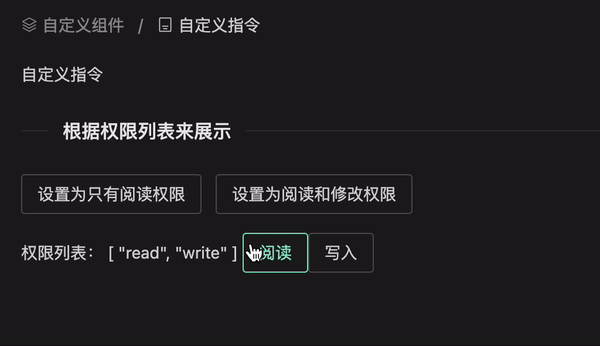 自定义组件 / 自定义指令
自定义指令
根据权限列表来展示
设置为只有阅读权限 设置为阅读和修改权限
权限列表： [ "read", "write" ] 阅读 写入